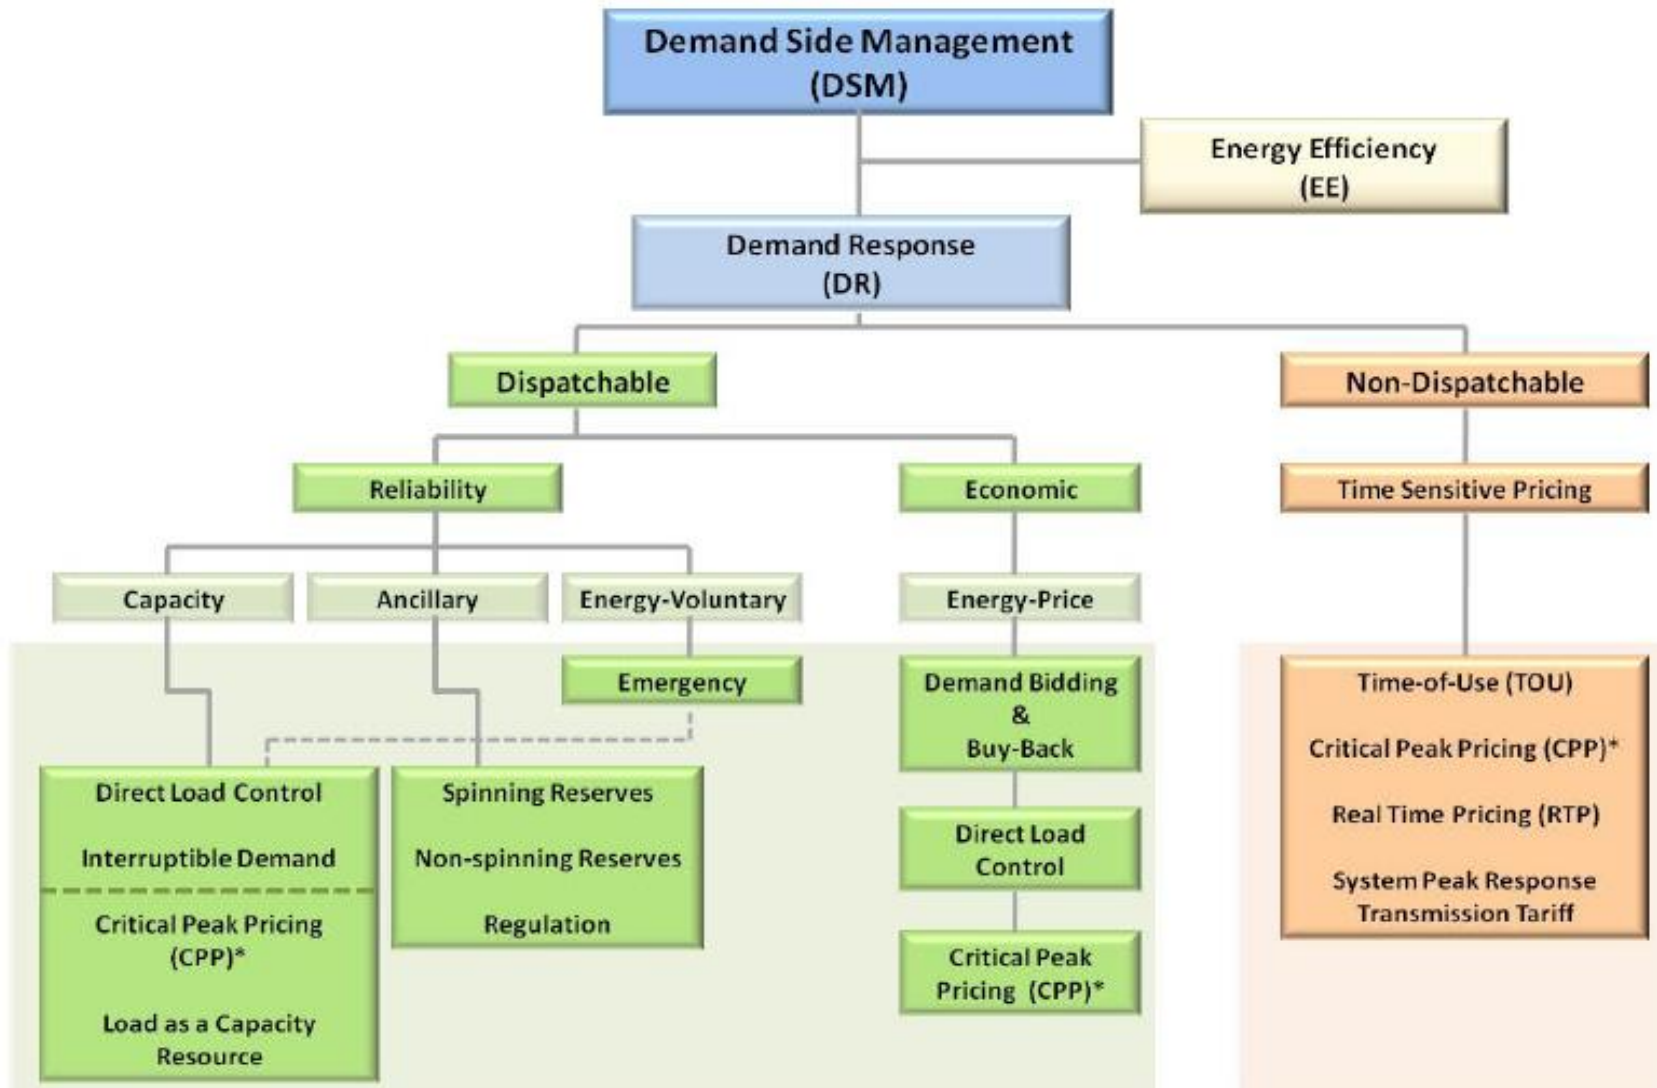 Demand Side Management
(DSM)
Energy Efficiency
(EE)
Demand Response
(DR)
Dispatchable
Non-Dispatchable
Reliability
Economic
Time Sensitive Pricing
Capacity
Ancillary
Energy-Voluntary
Energy-Price
Emergency
Demand Bidding
&
Buy-Back
Time-of-Use (TOU)
Critical Peak Pricing (CPP)*
Real Time Pricing (RTP)
System Peak Response
Transmission Tariff
Direct Load Control
Interruptible Demand
Critical Peak Pricing
(CPP)*
Load as a Capacity
Resource
Spinning Reserves
Non-spinning Reserves
Regulation
Direct Load
Control
Critical Peak
Pricing (CPP)*